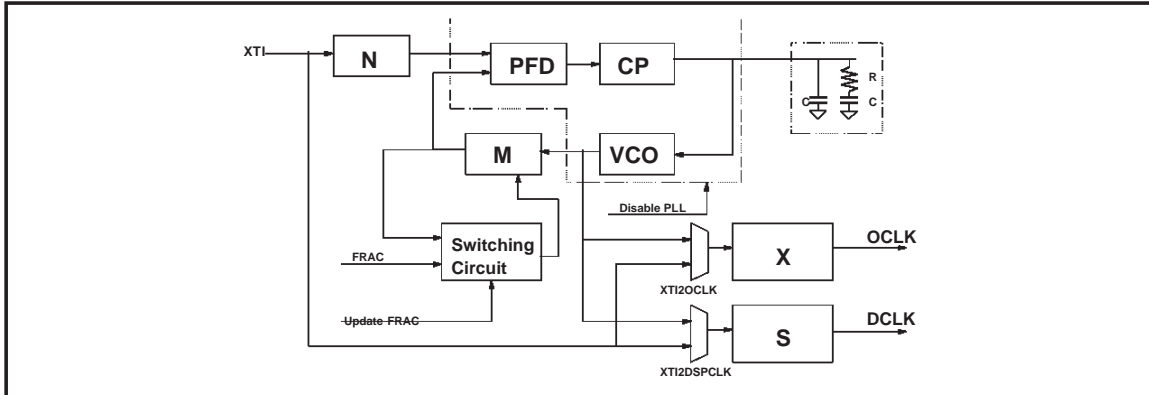 XTI
N
PFD
CP
R
C
C
M
VCO
Disable PLL
Switching
Circuit
FRAC
Update FRAC
XTI2OCLK
X
OCLK
XTI2DSPCLK
S
DCLK